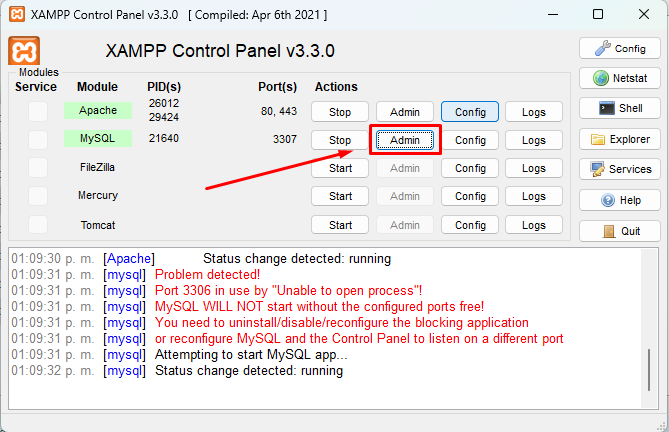 XAMPP Control Panel v3.3.0 [ Compiled: Apr 6th 2021 ]
XAMPP Control Panel v3.3.0
Config
Modules
Service Module PID(s) Port(s) Actions
Netstat
Apache 26012 29424 80, 443 Stop Admin Config Logs
Shell
MySQL 21640 3307 Stop Admin Config Logs
Explorer
FileZilla Start Admin Config Logs
Services
Mercury Start Admin Config Logs
Help
Tomcat Start Admin Config Logs
Quit
01:09:30 p. m. [Apache] Status change detected: running
01:09:31 p. m. [mysql] Problem detected!
01:09:31 p. m. [mysql] Port 3306 in use by "Unable to open process"!
01:09:31 p. m. [mysql] MySQL WILL NOT start without the configured ports free!
01:09:31 p. m. [mysql] You need to uninstall/disable/reconfigure the blocking application
01:09:31 p. m. [mysql] or reconfigure MySQL and the Control Panel to listen on a different port
01:09:31 p. m. [mysql] Attempting to start MySQL app...
01:09:32 p. m. [mysql] Status change detected: running